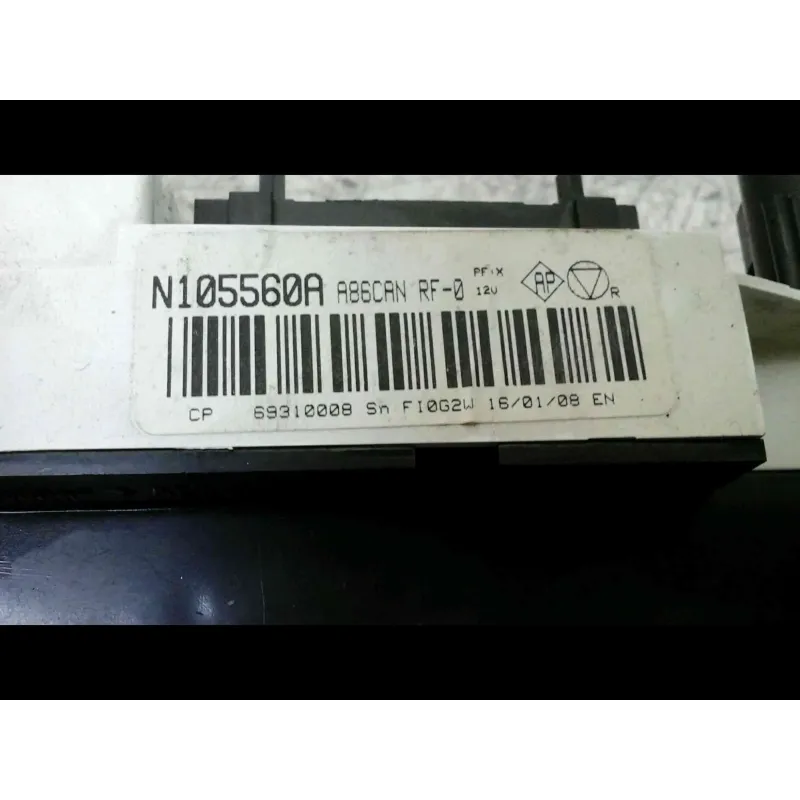 N105560A A86CAN RF-0 PF:X 12V AP R
CP 69310008 Sn FI0G2W 16/01/08 EN